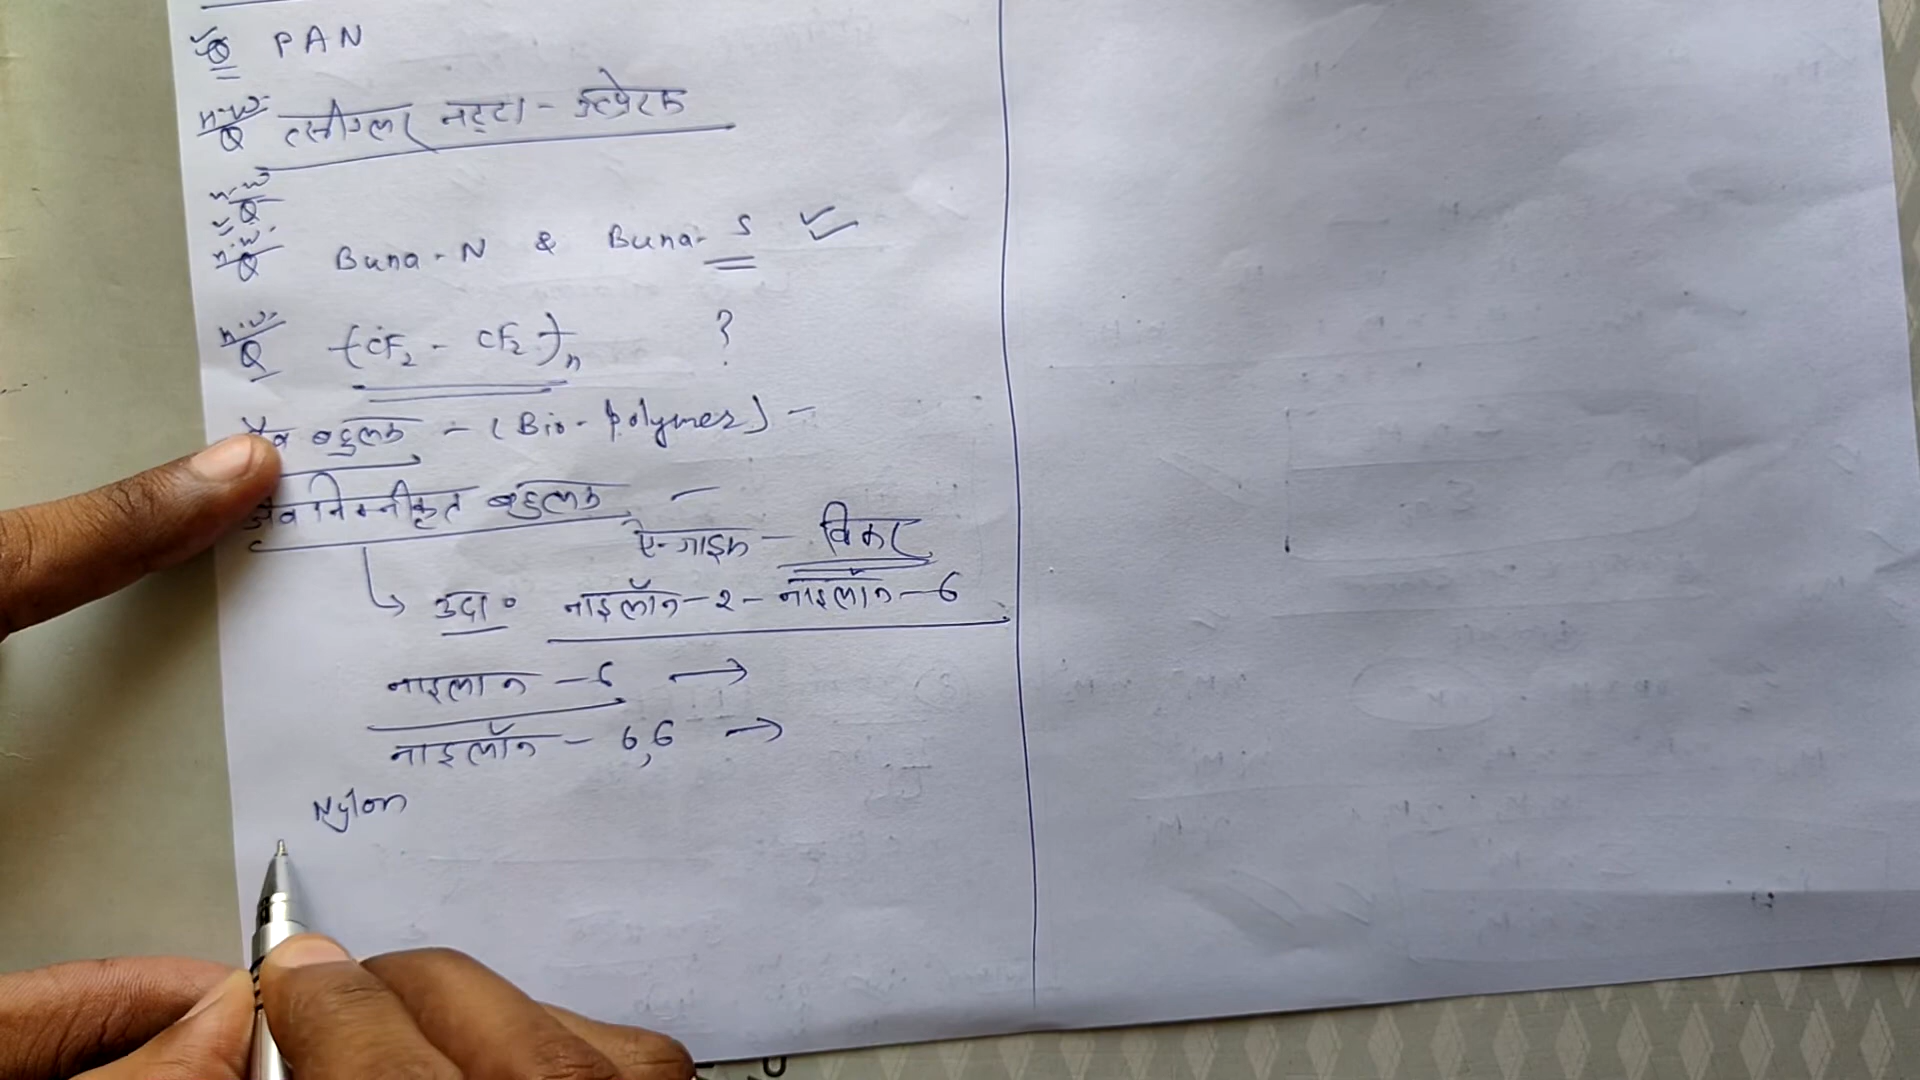 Q PAN
H.W. Q त्सीग्लर नट्टा - उत्प्रेरक
H.W. Q
H.W. Q Buna-N & Buna-S
H.W. Q (CF2 - CF2)n ?
जैव बहुलक - (Bio-polymer) -
जैव निम्नीकृत बहुलक -
एन्जाइम - विकर
उदा० नाइलॉन-2-नाइलॉन-6
नाइलान -6 →
नाइलॉन - 6,6 →
Nylon